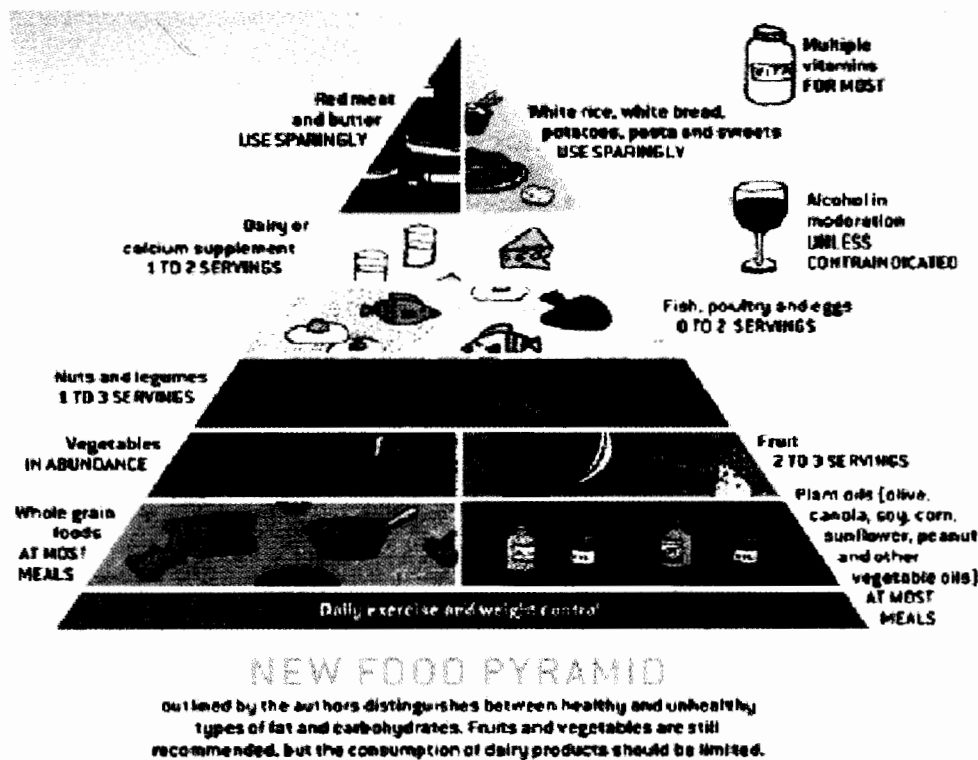 Red meat
and butter
USE SPARINGLY
White rice, white bread,
potatoes, pasta and sweets
USE SPARINGLY
Multiple
vitamins
FOR MOST
Dairy or
calcium supplement
1 TO 2 SERVINGS
Alcohol in
moderation
UNLESS
CONTRAINDICATED
Fish, poultry and eggs
0 TO 2 SERVINGS
Nuts and legumes
1 TO 3 SERVINGS
Vegetables
IN ABUNDANCE
Fruit
2 TO 3 SERVINGS
Whole grain
foods
AT MOST
MEALS
Plant oils (olive,
canola, soy, corn,
sunflower, peanut
and other
vegetable oils)
AT MOST
MEALS
Daily exercise and weight control
NEW FOOD PYRAMID
outlined by the authors distinguishes between healthy and unhealthy
types of fat and carbohydrates. Fruits and vegetables are still
recommended, but the consumption of dairy products should be limited.